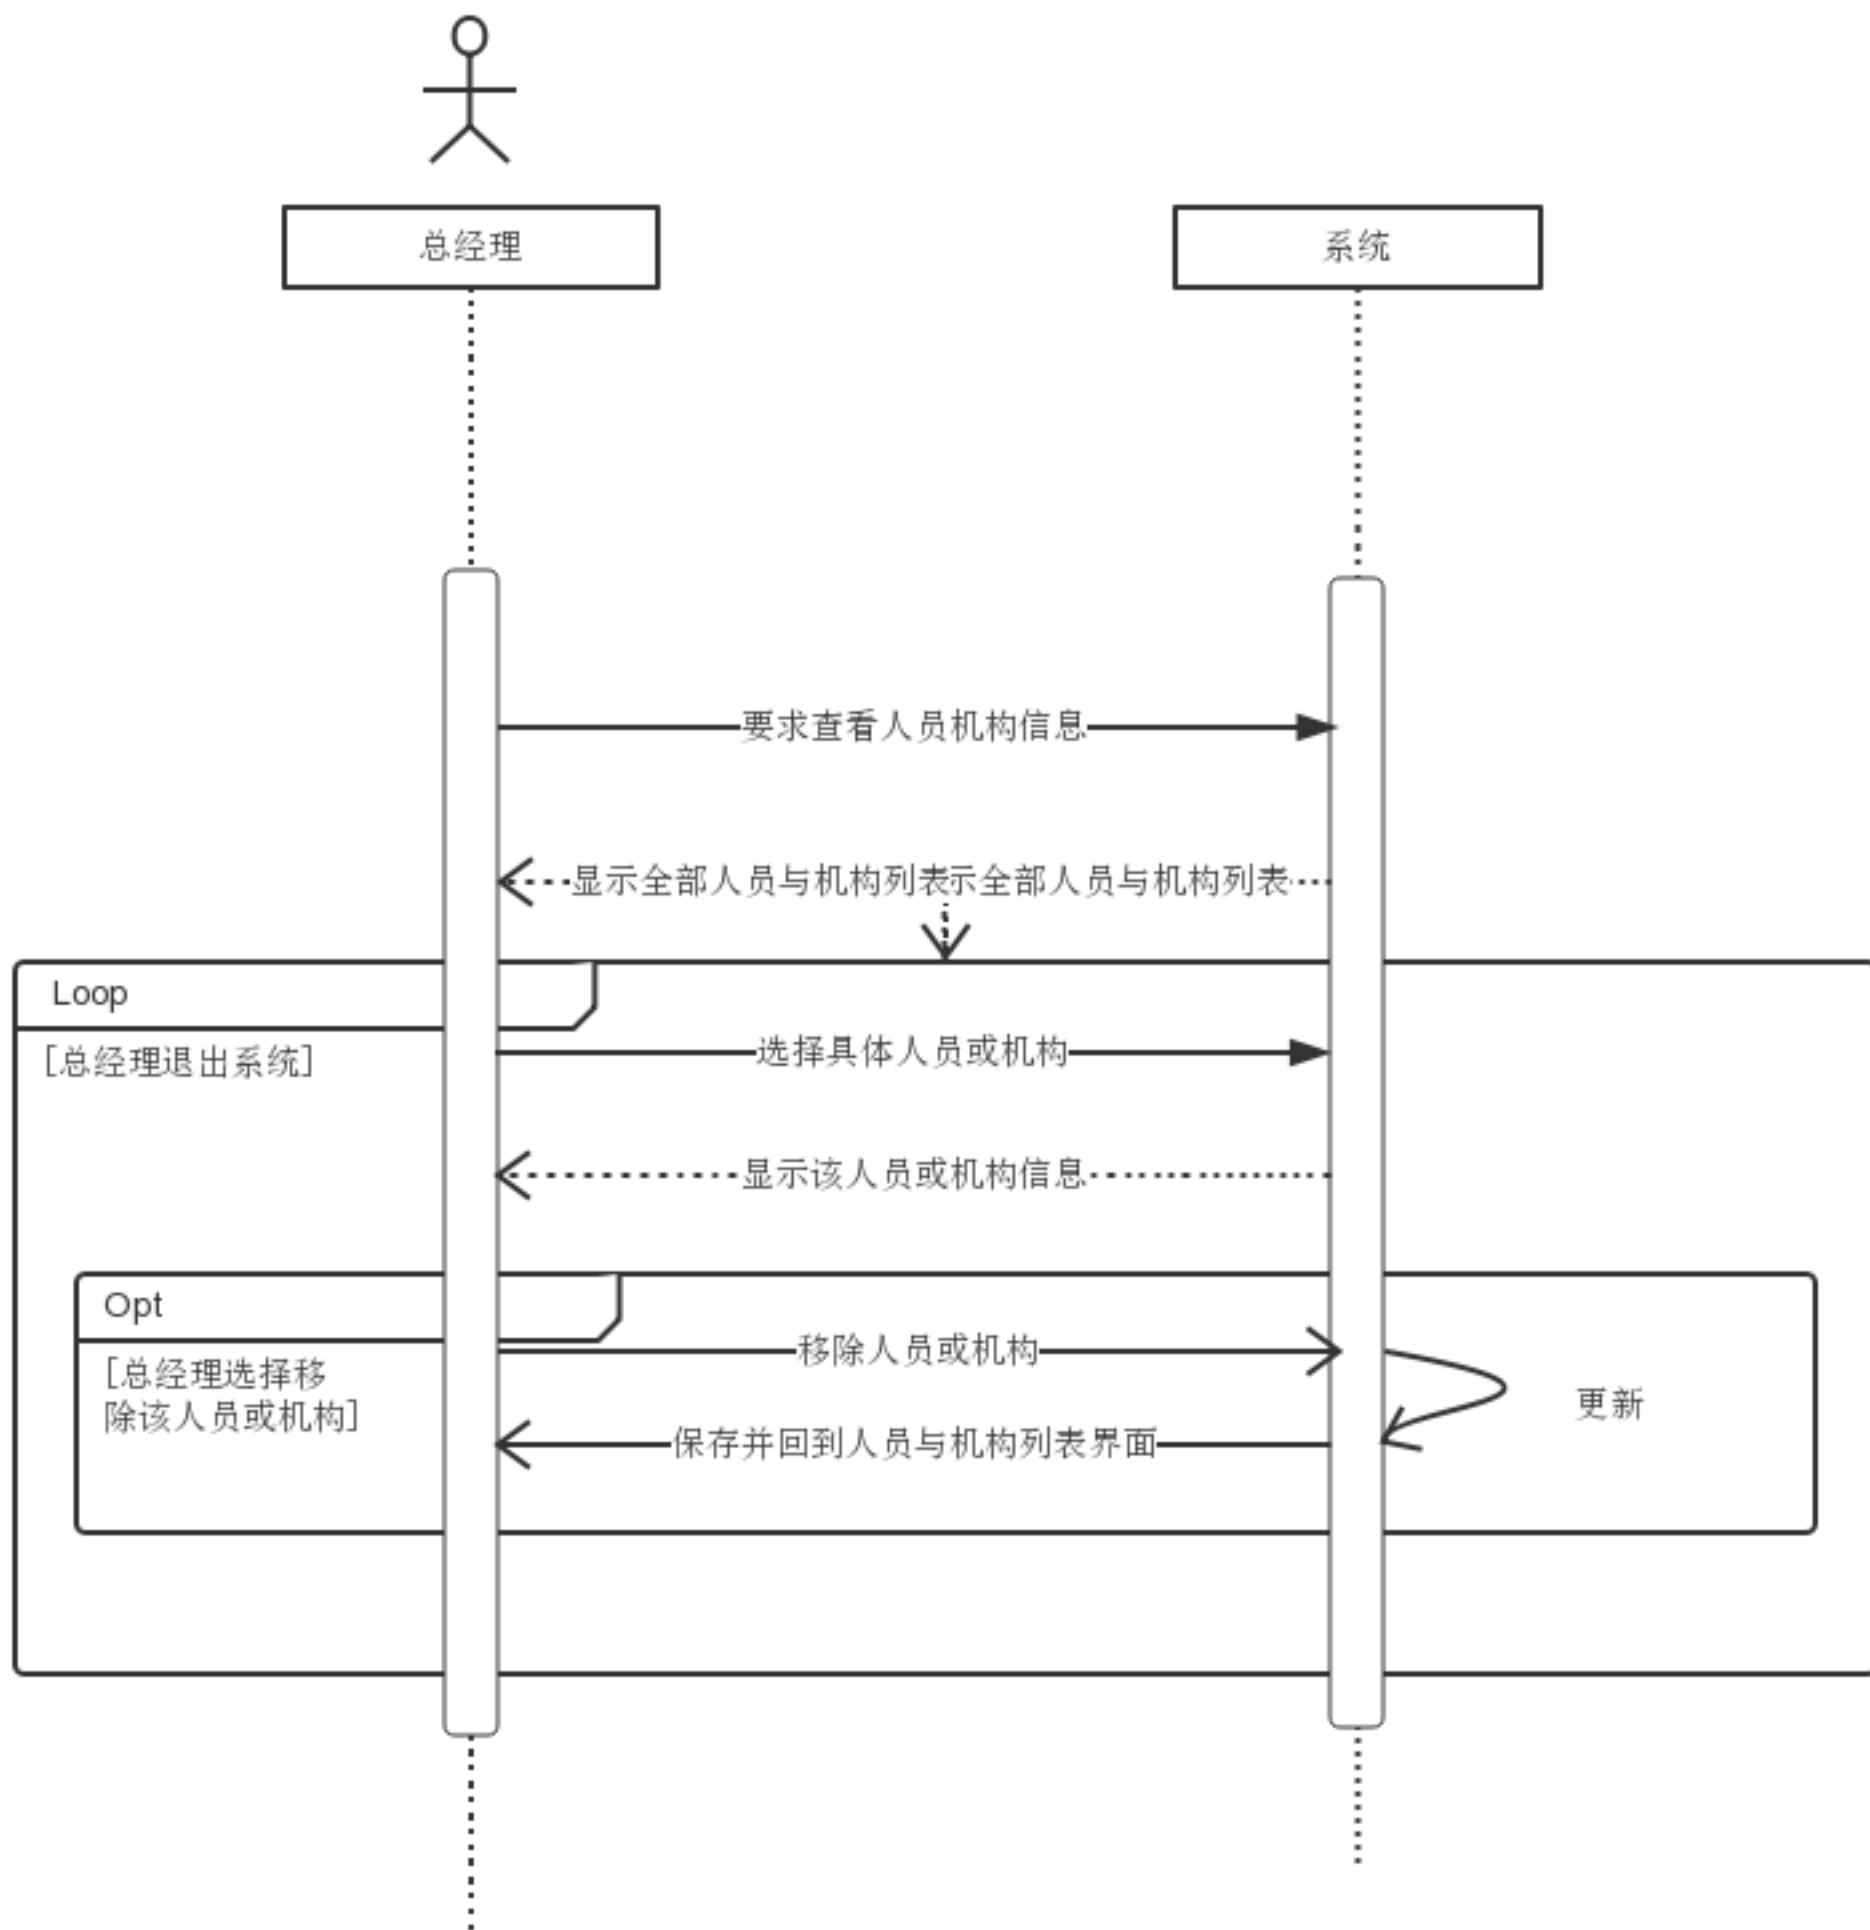 总经理
系统
要求查看人员机构信息
显示全部人员与机构列表示全部人员与机构列表
Loop
[总经理退出系统]
选择具体人员或机构
显示该人员或机构信息
Opt
移除人员或机构
[总经理选择移
除该人员或机构]
更新
保存并回到人员与机构列表界面